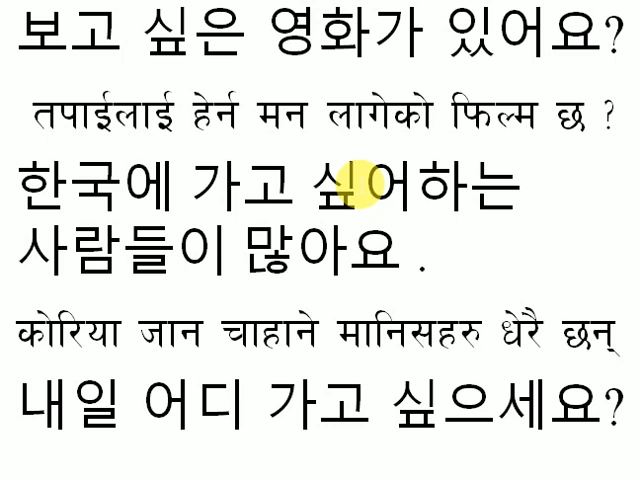 보고 싶은 영화가 있어요?
तपाईलाई हेर्न मन लागेको फिल्म छ ?
한국에 가고 싶어하는
사람들이 많아요 .
कोरिया जान चाहाने मानिसहरु धेरै छन्
내일 어디 가고 싶으세요?